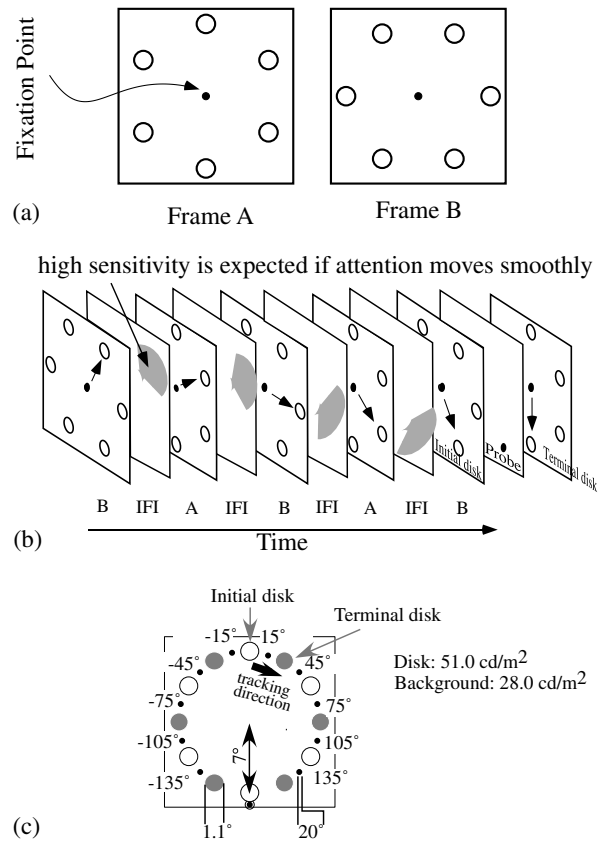 Fixation Point
(a)
Frame A
Frame B
high sensitivity is expected if attention moves smoothly
Initial disk
Probe
Terminal disk
B IFI A IFI B IFI A IFI B
(b)
Time
Initial disk
Terminal disk
-15° 15°
-45° 45°
tracking
direction
Disk: 51.0 cd/m²
Background: 28.0 cd/m²
-75° 75°
-105° 105°
7°
-135° 135°
(c)
1.1° 20°